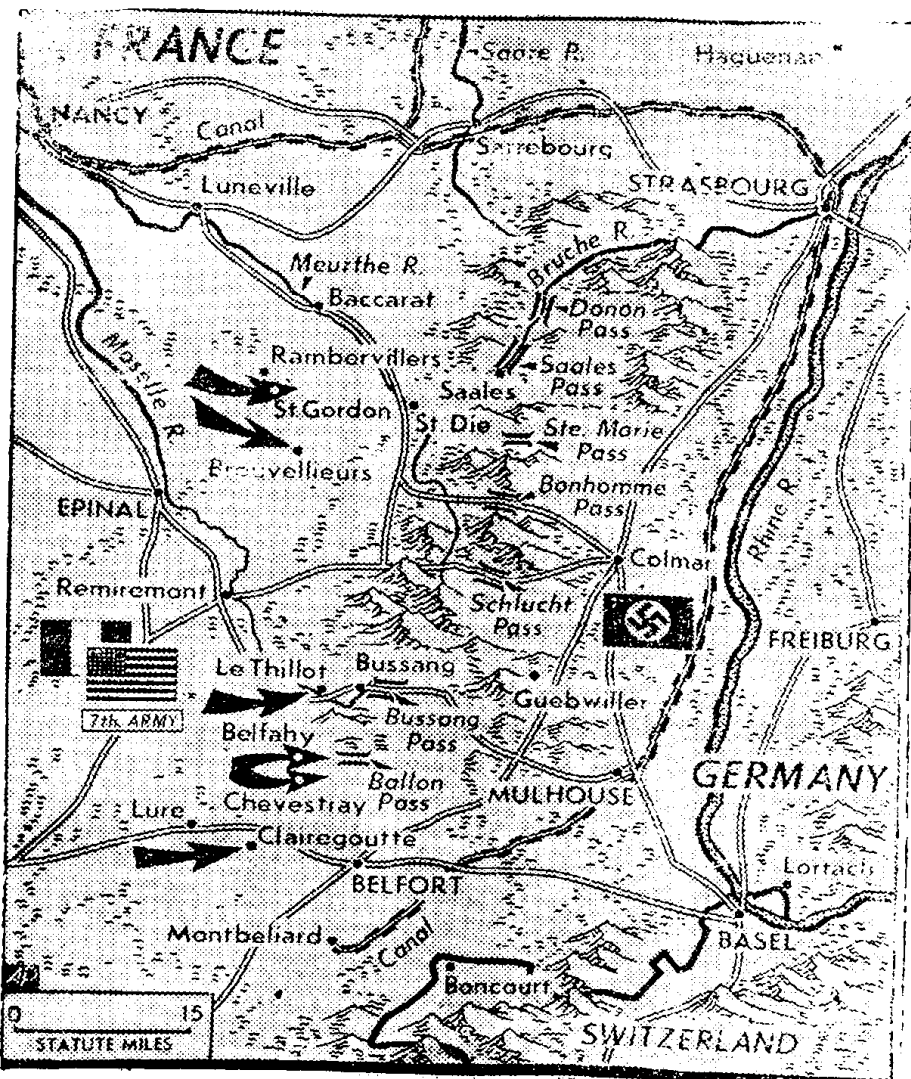 FRANCE
Saare R.
Haguenau
NANCY
Canal
Sarrebourg
Luneville
STRASBOURG
Bruche R.
Meurthe R.
Baccarat
Donon
Pass
Moselle R.
Rambervillers
Saales
Pass
Saales
St. Gordon
St Die
Ste. Marie
Pass
Brouvellieurs
Bonhomme
Pass
EPINAL
Rhine R.
Colmar
Remiremont
Schlucht
Pass
FREIBURG
Le Thillot
Bussang
Guebwiller
7th. ARMY
Bussang
Pass
Belfahy
Ballon
Pass
GERMANY
MULHOUSE
Chevestray
Lure
Clairegoutte
BELFORT
Lorrach
BASEL
Montbeliard
Canal
Boncourt
0 15
STATUTE MILES
SWITZERLAND